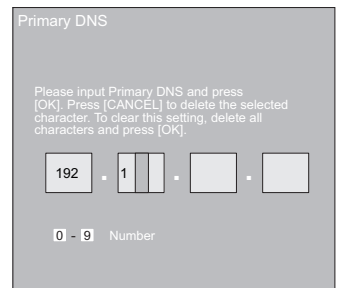 Primary DNS
Please input Primary DNS and press
[OK]. Press [CANCEL] to delete the selected
character. To clear this setting, delete all
characters and press [OK].
192 . 1 . .
0 - 9 Number